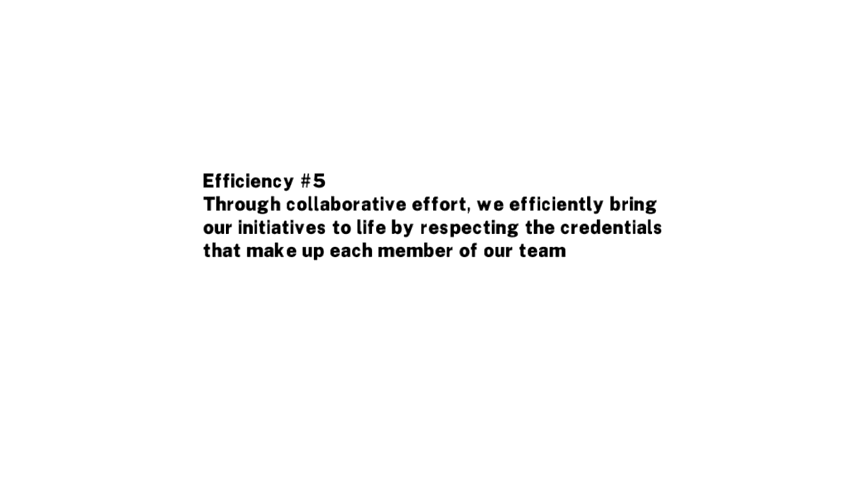 Efficiency #5
Through collaborative effort, we efficiently bring
our initiatives to life by respecting the credentials
that make up each member of our team